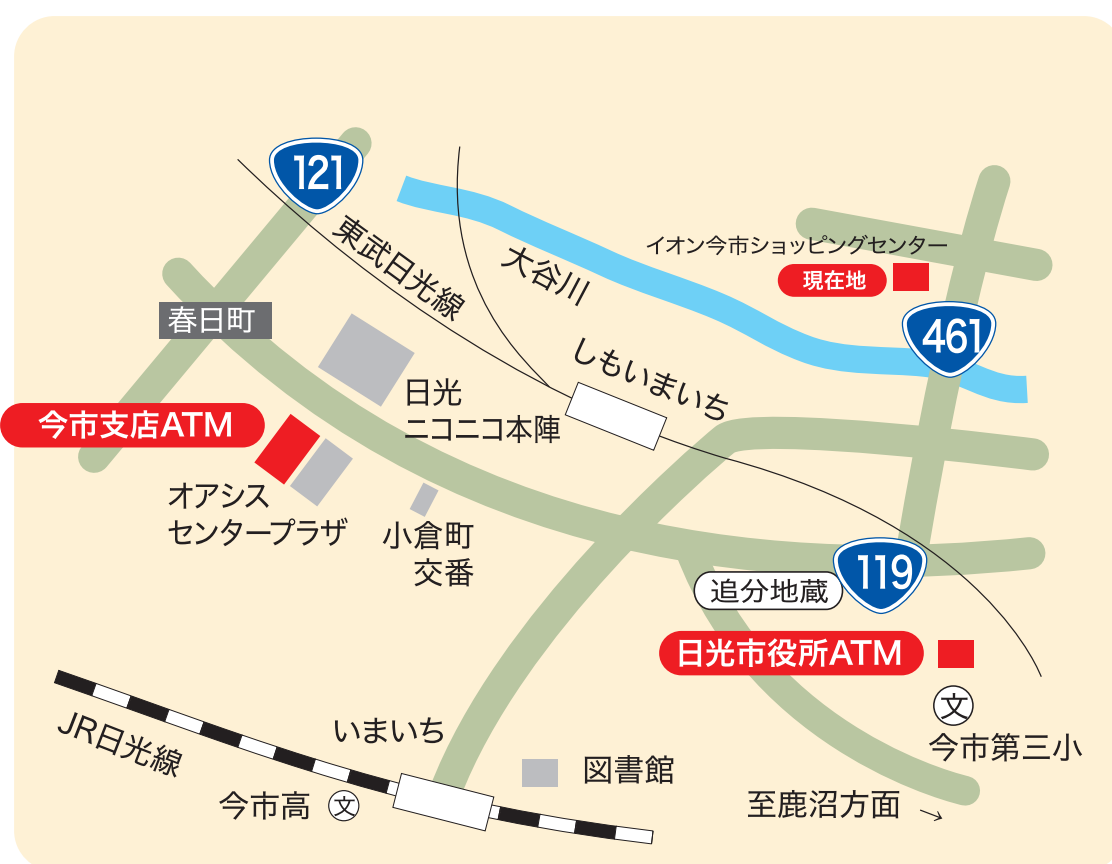 121
東武日光線
大谷川
イオン今市ショッピングセンター
現在地
461
春日町
しもいまいち
日光
ニコニコ本陣
今市支店ATM
オアシス
センタープラザ
小倉町
交番
119
追分地蔵
日光市役所ATM
文
今市第三小
JR日光線
いまいち
図書館
今市高
文
至鹿沼方面 →